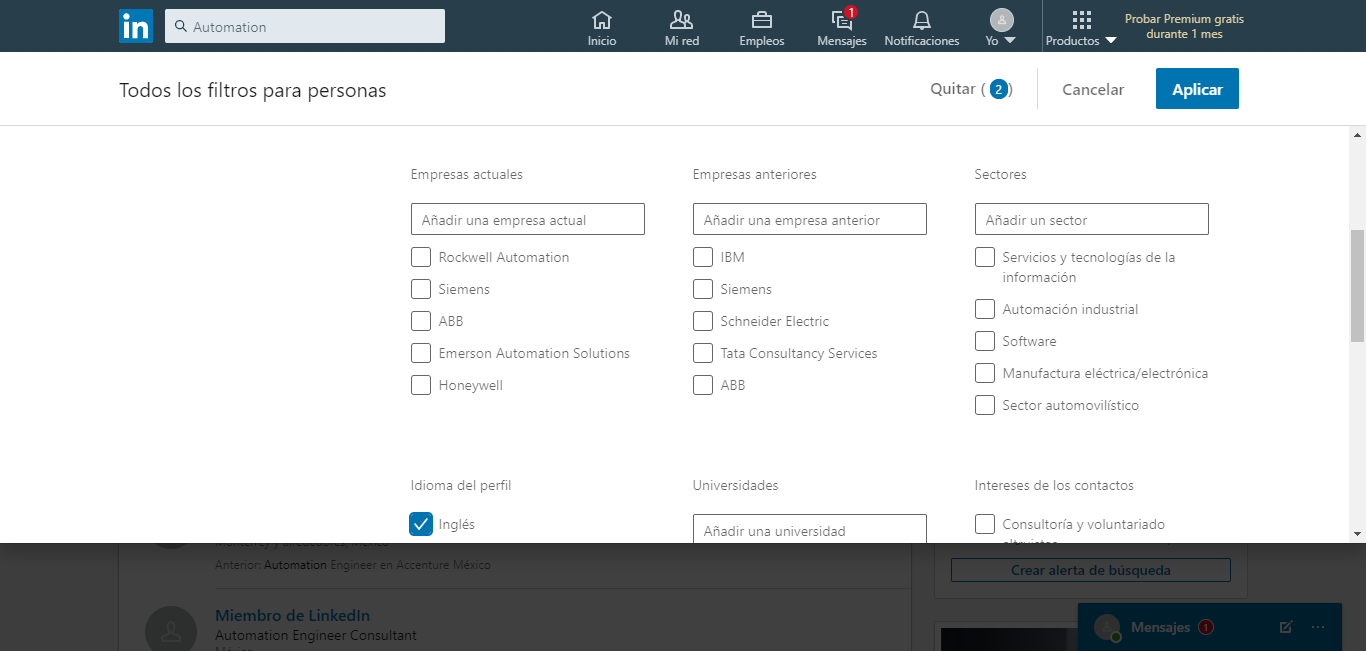 in
Automation
Inicio
Mi red
Empleos
1
Mensajes
Notificaciones
Yo
Productos
Probar Premium gratis
durante 1 mes
Todos los filtros para personas
Quitar ( 2 )
Cancelar
Aplicar
Empresas actuales
Añadir una empresa actual
Rockwell Automation
Siemens
ABB
Emerson Automation Solutions
Honeywell
Empresas anteriores
Añadir una empresa anterior
IBM
Siemens
Schneider Electric
Tata Consultancy Services
ABB
Sectores
Añadir un sector
Servicios y tecnologías de la
información
Automación industrial
Software
Manufactura eléctrica/electrónica
Sector automovilístico
Idioma del perfil
Inglés
Universidades
Añadir una universidad
Intereses de los contactos
Consultoría y voluntariado
altruistas
Anterior: Automation Engineer en Accenture México
Miembro de LinkedIn
Automation Engineer Consultant
México
Crear alerta de búsqueda
Mensajes 1